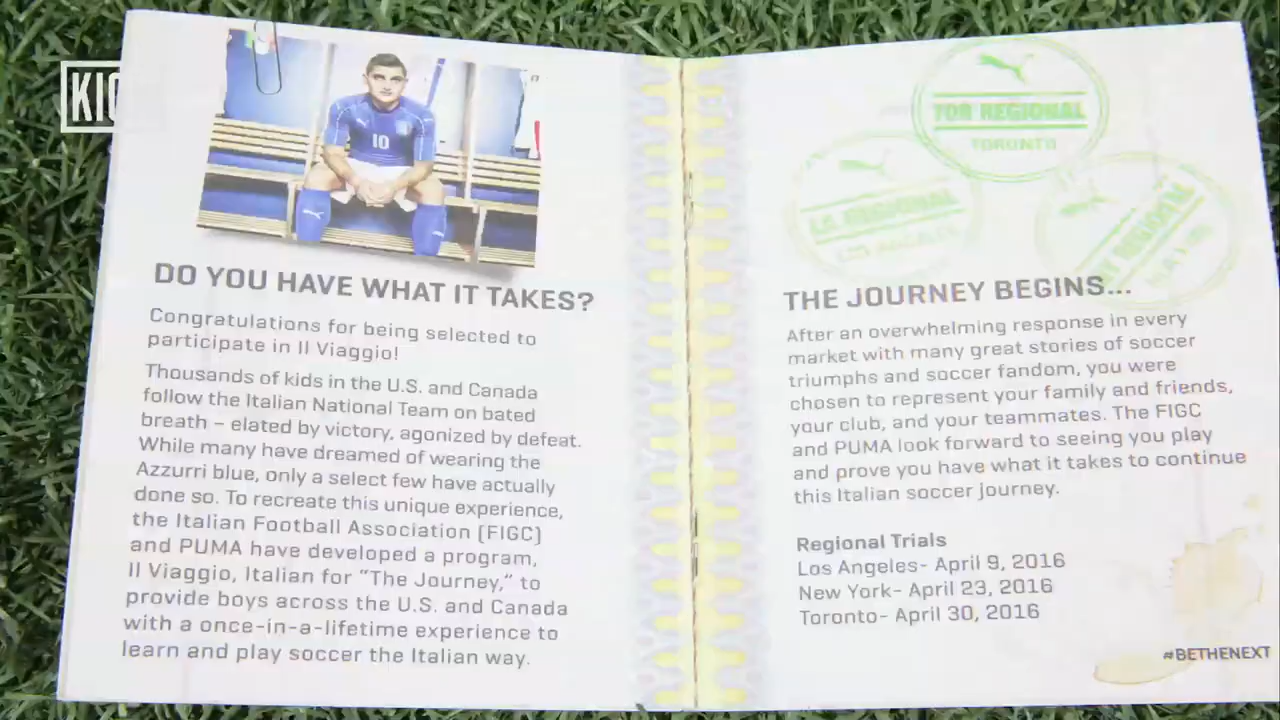 KIC
10
DO YOU HAVE WHAT IT TAKES?
Congratulations for being selected to
participate in Il Viaggio!
Thousands of kids in the U.S. and Canada
follow the Italian National Team on bated
breath – elated by victory, agonized by defeat.
While many have dreamed of wearing the
Azzurri blue, only a select few have actually
done so. To recreate this unique experience,
the Italian Football Association (FIGC)
and PUMA have developed a program,
Il Viaggio, Italian for "The Journey," to
provide boys across the U.S. and Canada
with a once-in-a-lifetime experience to
learn and play soccer the Italian way.
TOR REGIONAL
TORONTO
LA REGIONAL
LOS ANGELES
REGIONAL
THE JOURNEY BEGINS...
After an overwhelming response in every
market with many great stories of soccer
triumphs and soccer fandom, you were
chosen to represent your family and friends,
your club, and your teammates. The FIGC
and PUMA look forward to seeing you play
and prove you have what it takes to continue
this Italian soccer journey.
Regional Trials
Los Angeles- April 9, 2016
New York- April 23, 2016
Toronto- April 30, 2016
#BETHENEXT